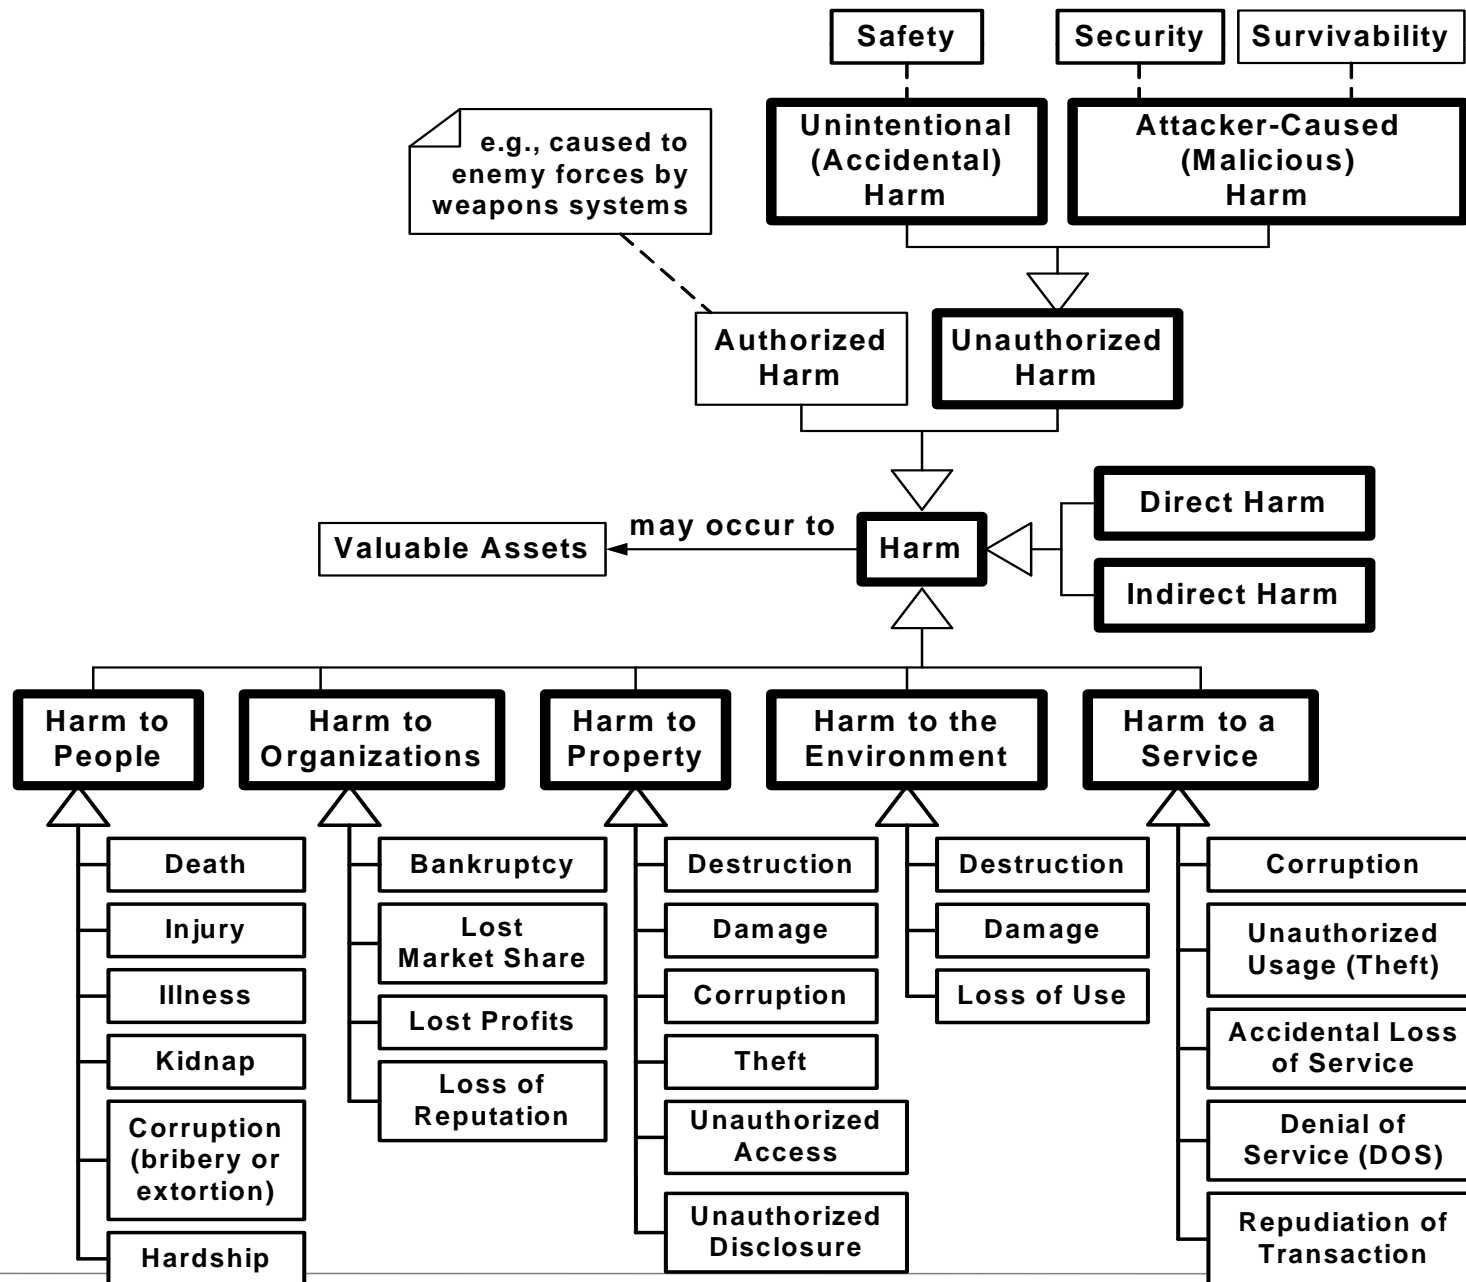 Safety
Security
Survivability
e.g., caused to
enemy forces by
weapons systems
Unintentional
(Accidental)
Harm
Attacker-Caused
(Malicious)
Harm
Authorized
Harm
Unauthorized
Harm
Valuable Assets
may occur to
Harm
Direct Harm
Indirect Harm
Harm to
People
Harm to
Organizations
Harm to
Property
Harm to the
Environment
Harm to a
Service
Death
Injury
Illness
Kidnap
Corruption
(bribery or
extortion)
Hardship
Bankruptcy
Lost
Market Share
Lost Profits
Loss of
Reputation
Destruction
Damage
Corruption
Theft
Unauthorized
Access
Unauthorized
Disclosure
Destruction
Damage
Loss of Use
Corruption
Unauthorized
Usage (Theft)
Accidental Loss
of Service
Denial of
Service (DOS)
Repudiation of
Transaction